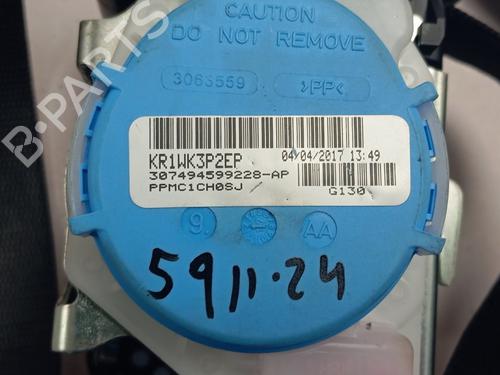 CAUTION
DO NOT REMOVE
3063559
>PP<
KR1WK3P2EP
04/04/2017 13:49
307494599228-AP
PPMC1CH0SJ
G130
9.
AA
5911.24
B-PARTS